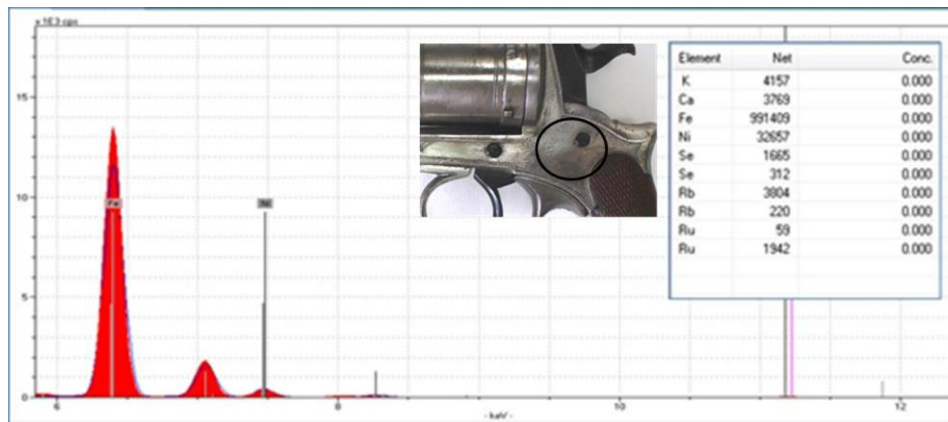 x 1E3 cps
15
10
5
0
Fe
Ni
6
8
10
12
- keV -
Element Net Conc.
K 4157 0.000
Ca 3769 0.000
Fe 991409 0.000
Ni 32657 0.000
Se 1665 0.000
Se 312 0.000
Rb 3804 0.000
Rb 220 0.000
Ru 59 0.000
Ru 1942 0.000